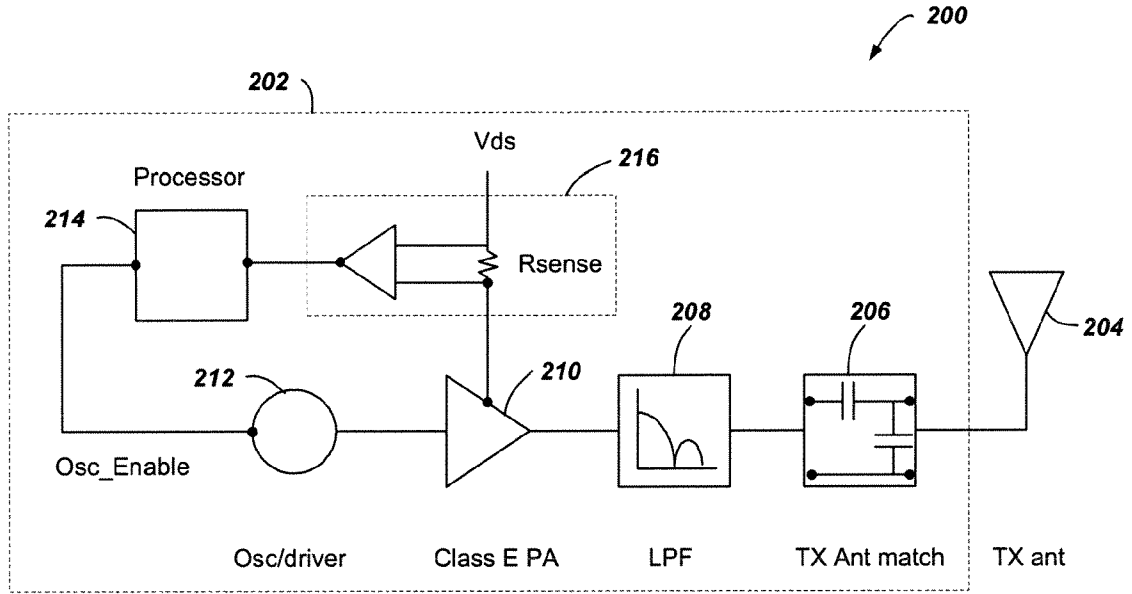 200
202
Vds
216
Processor
214
Rsense
208
206
204
212
210
Osc_Enable
Osc/driver
Class E PA
LPF
TX Ant match
TX ant